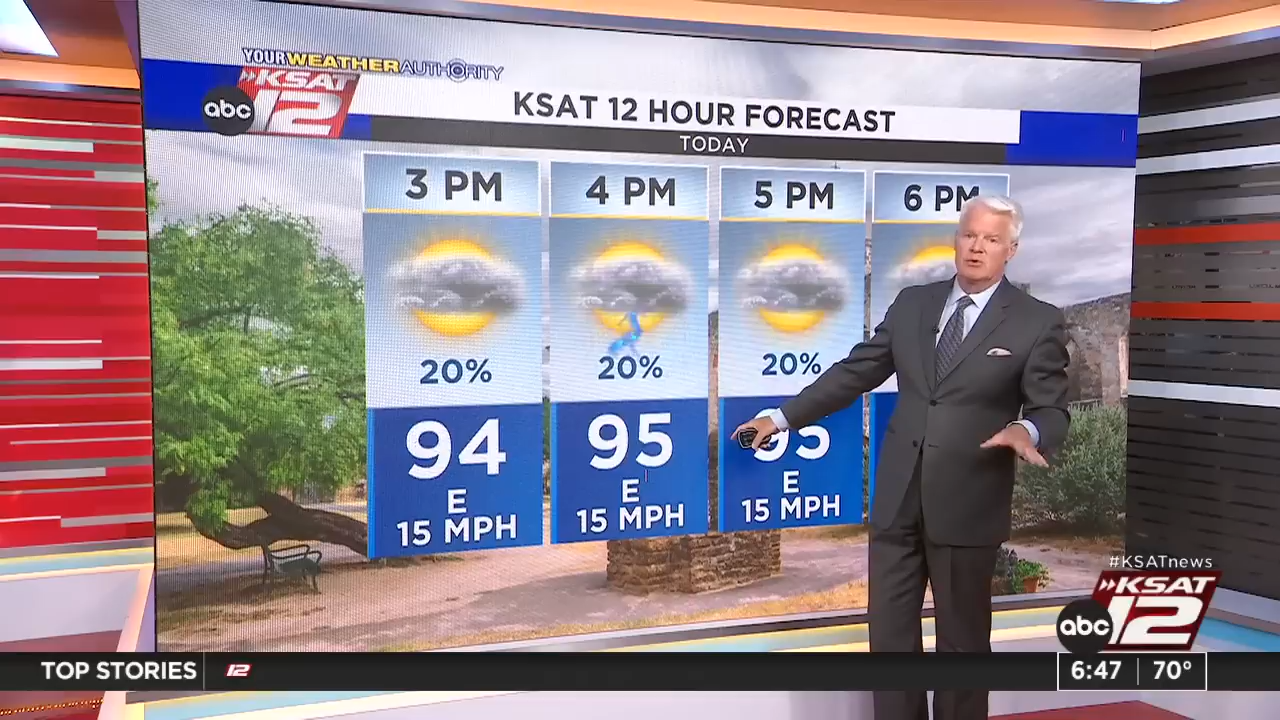 YOUR WEATHER AUTHORITY
KSAT
abc 12
KSAT 12 HOUR FORECAST
TODAY
3 PM 4 PM 5 PM 6 PM
20% 20% 20%
94 95 95
E E E
15 MPH 15 MPH 15 MPH
#KSATnews
KSAT
abc 12
TOP STORIES 12 6:47 70°